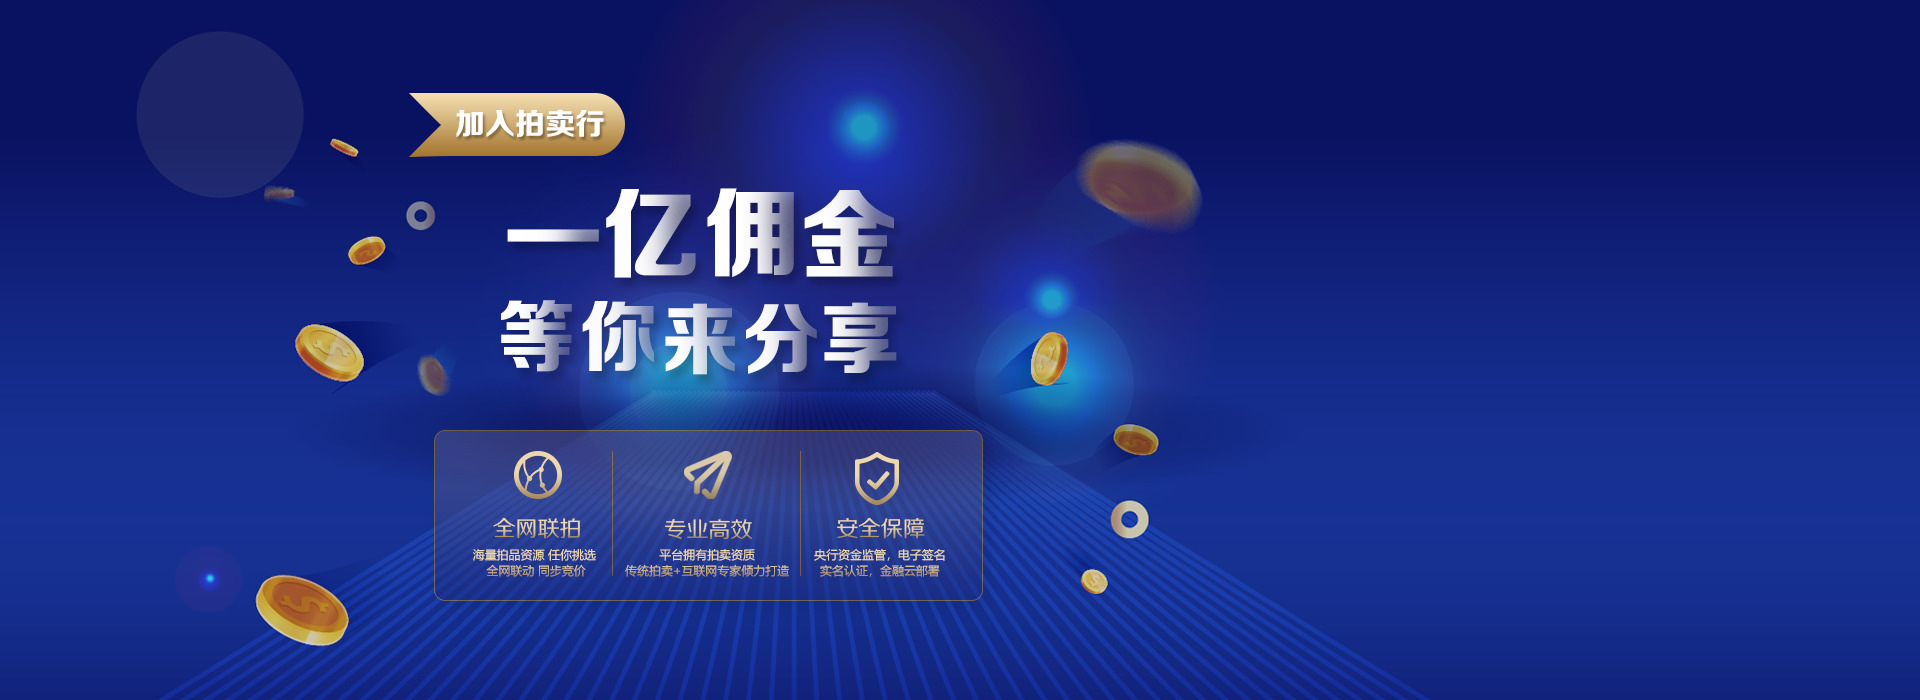 加入拍卖行
一亿佣金
等你来分享
全网联拍
海量拍品资源 任你挑选
全网联动 同步竞价
专业高效
平台拥有拍卖资质
传统拍卖+互联网专家倾力打造
安全保障
央行资金监管，电子签名
实名认证，金融云部署